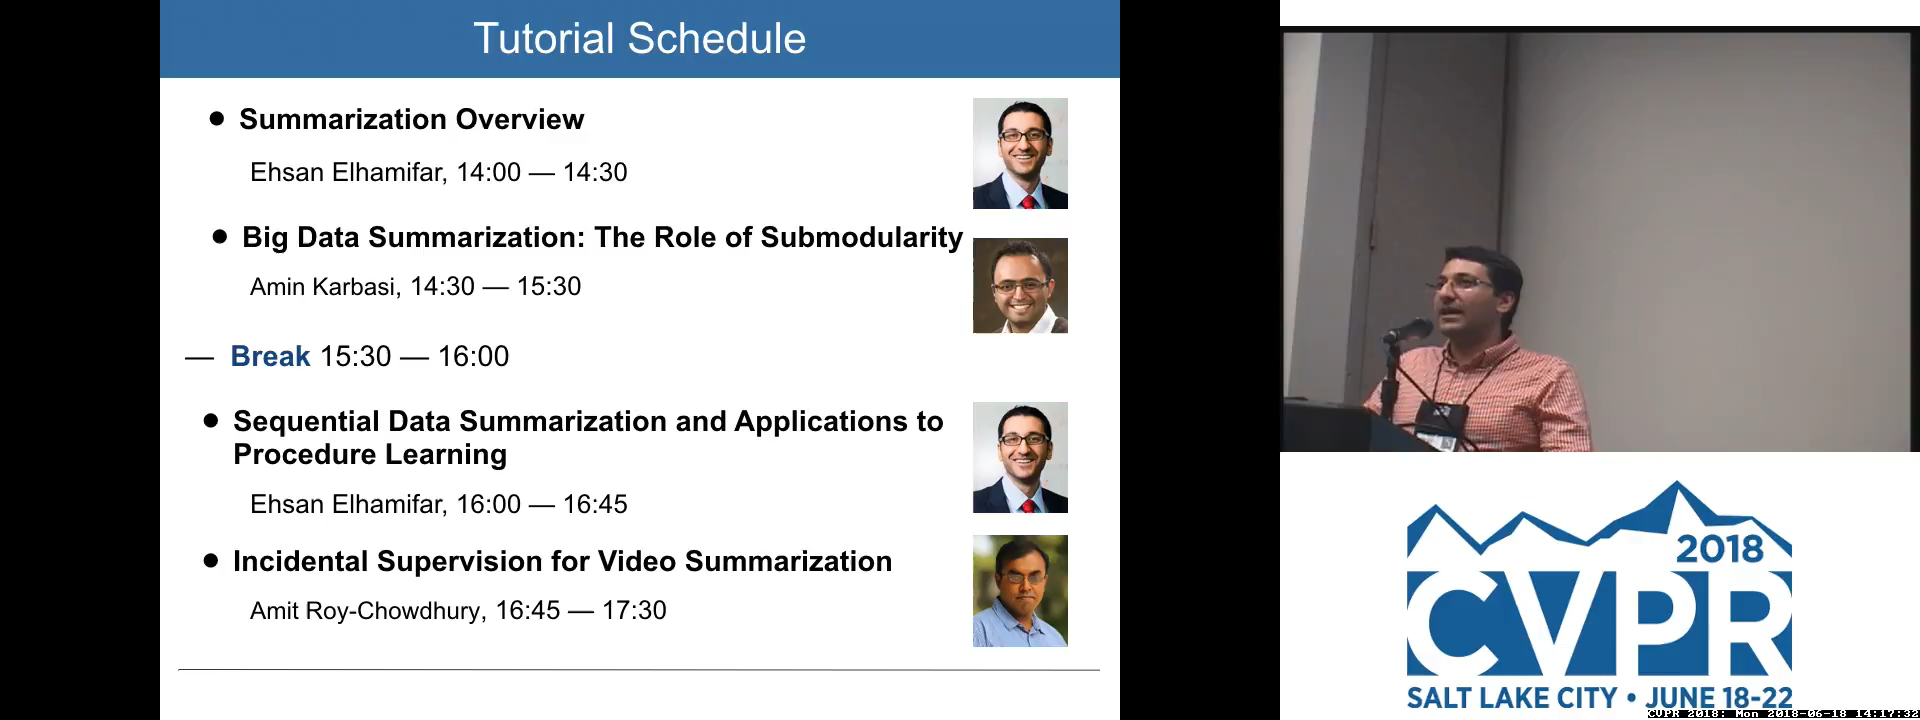 Tutorial Schedule
● Summarization Overview
Ehsan Elhamifar, 14:00 — 14:30
● Big Data Summarization: The Role of Submodularity
Amin Karbasi, 14:30 — 15:30
— Break 15:30 — 16:00
● Sequential Data Summarization and Applications to
Procedure Learning
Ehsan Elhamifar, 16:00 — 16:45
● Incidental Supervision for Video Summarization
Amit Roy-Chowdhury, 16:45 — 17:30
2018
CVPR
SALT LAKE CITY • JUNE 18-22
CVPR 2018: Mon 2018-06-18 14:17:32